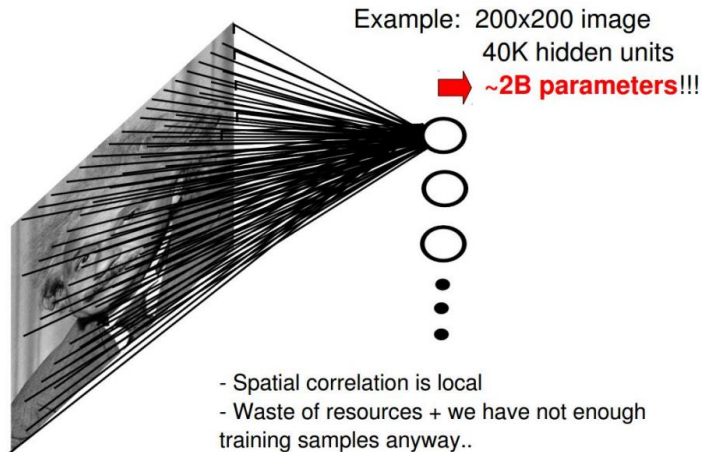 Example: 200x200 image
40K hidden units
~2B parameters!!!
- Spatial correlation is local
- Waste of resources + we have not enough
training samples anyway..